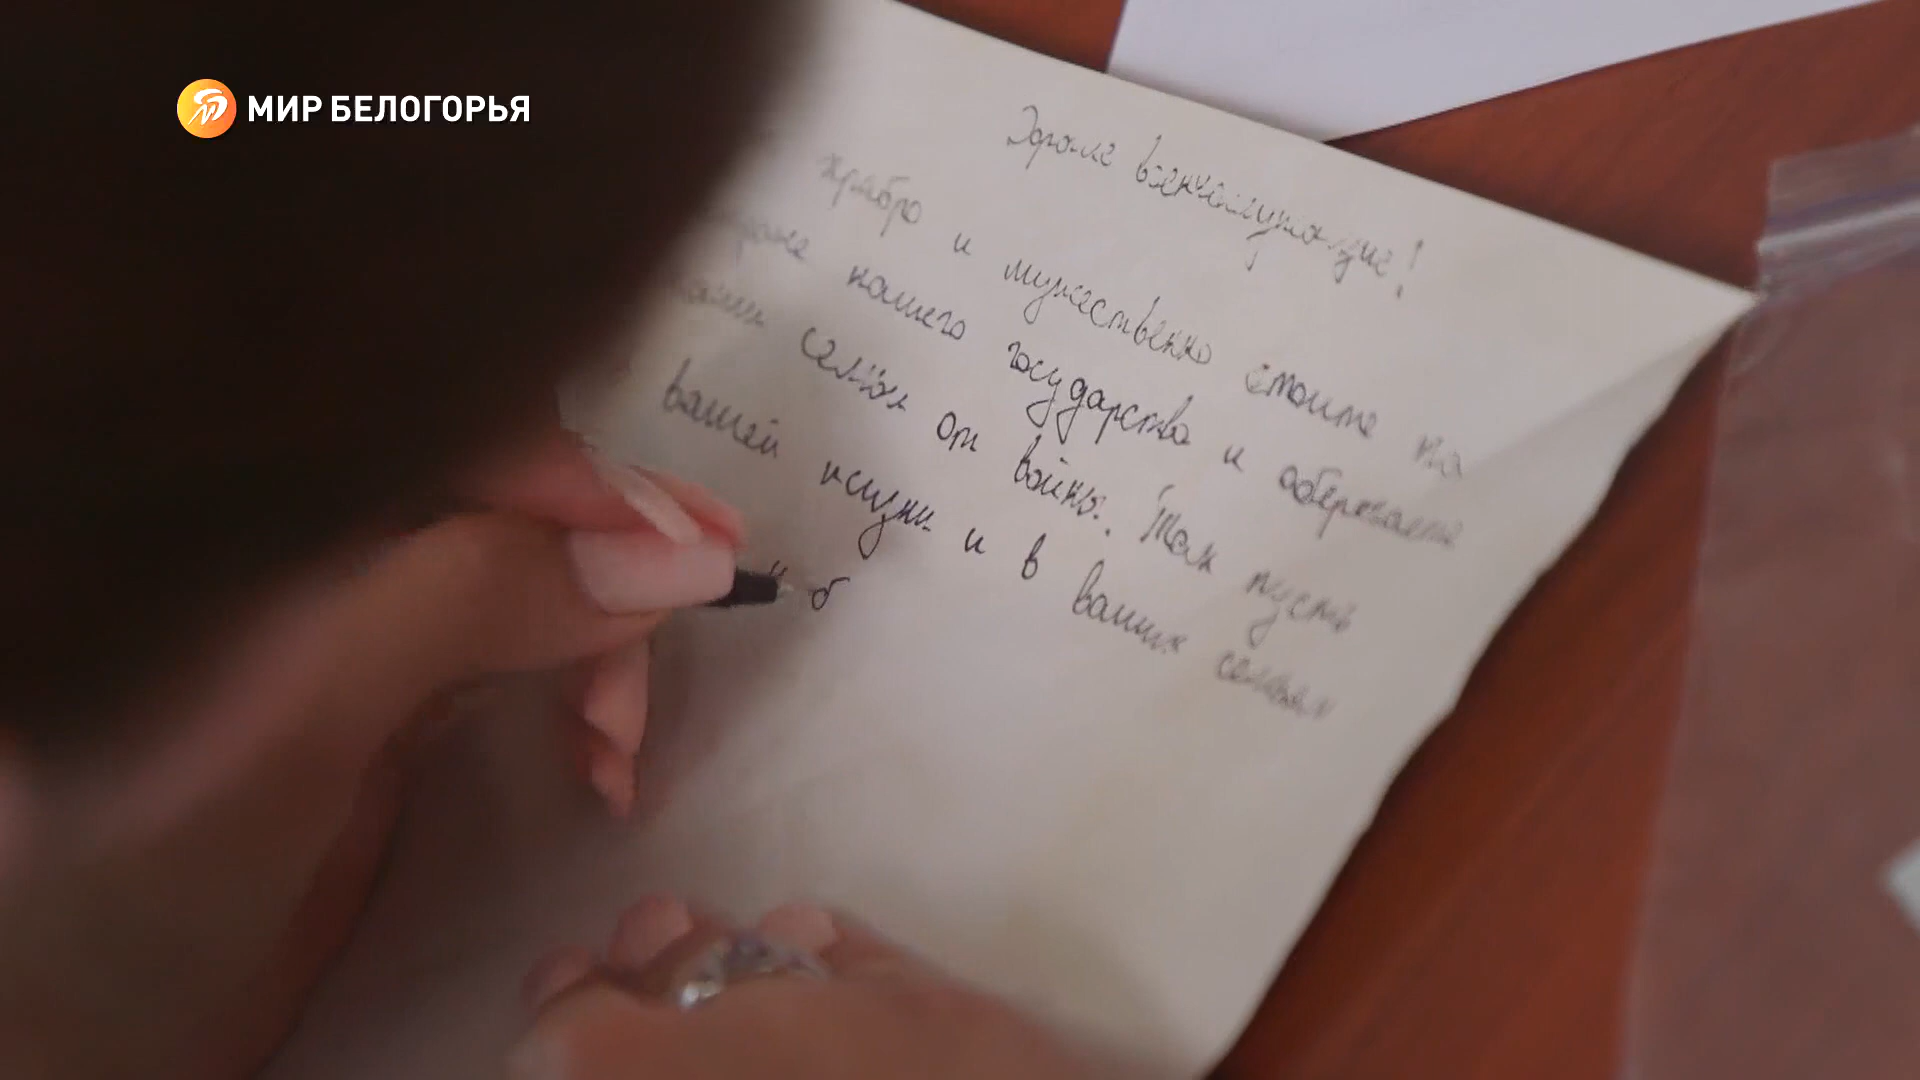 МИР БЕЛОГОРЬЯ
Дорогие военнослужащие!
храбро и мужественно стоите на
нашего государства и оберегаете
семьи от войны. Так пусть
вашей жизни и в ваших семьях
б